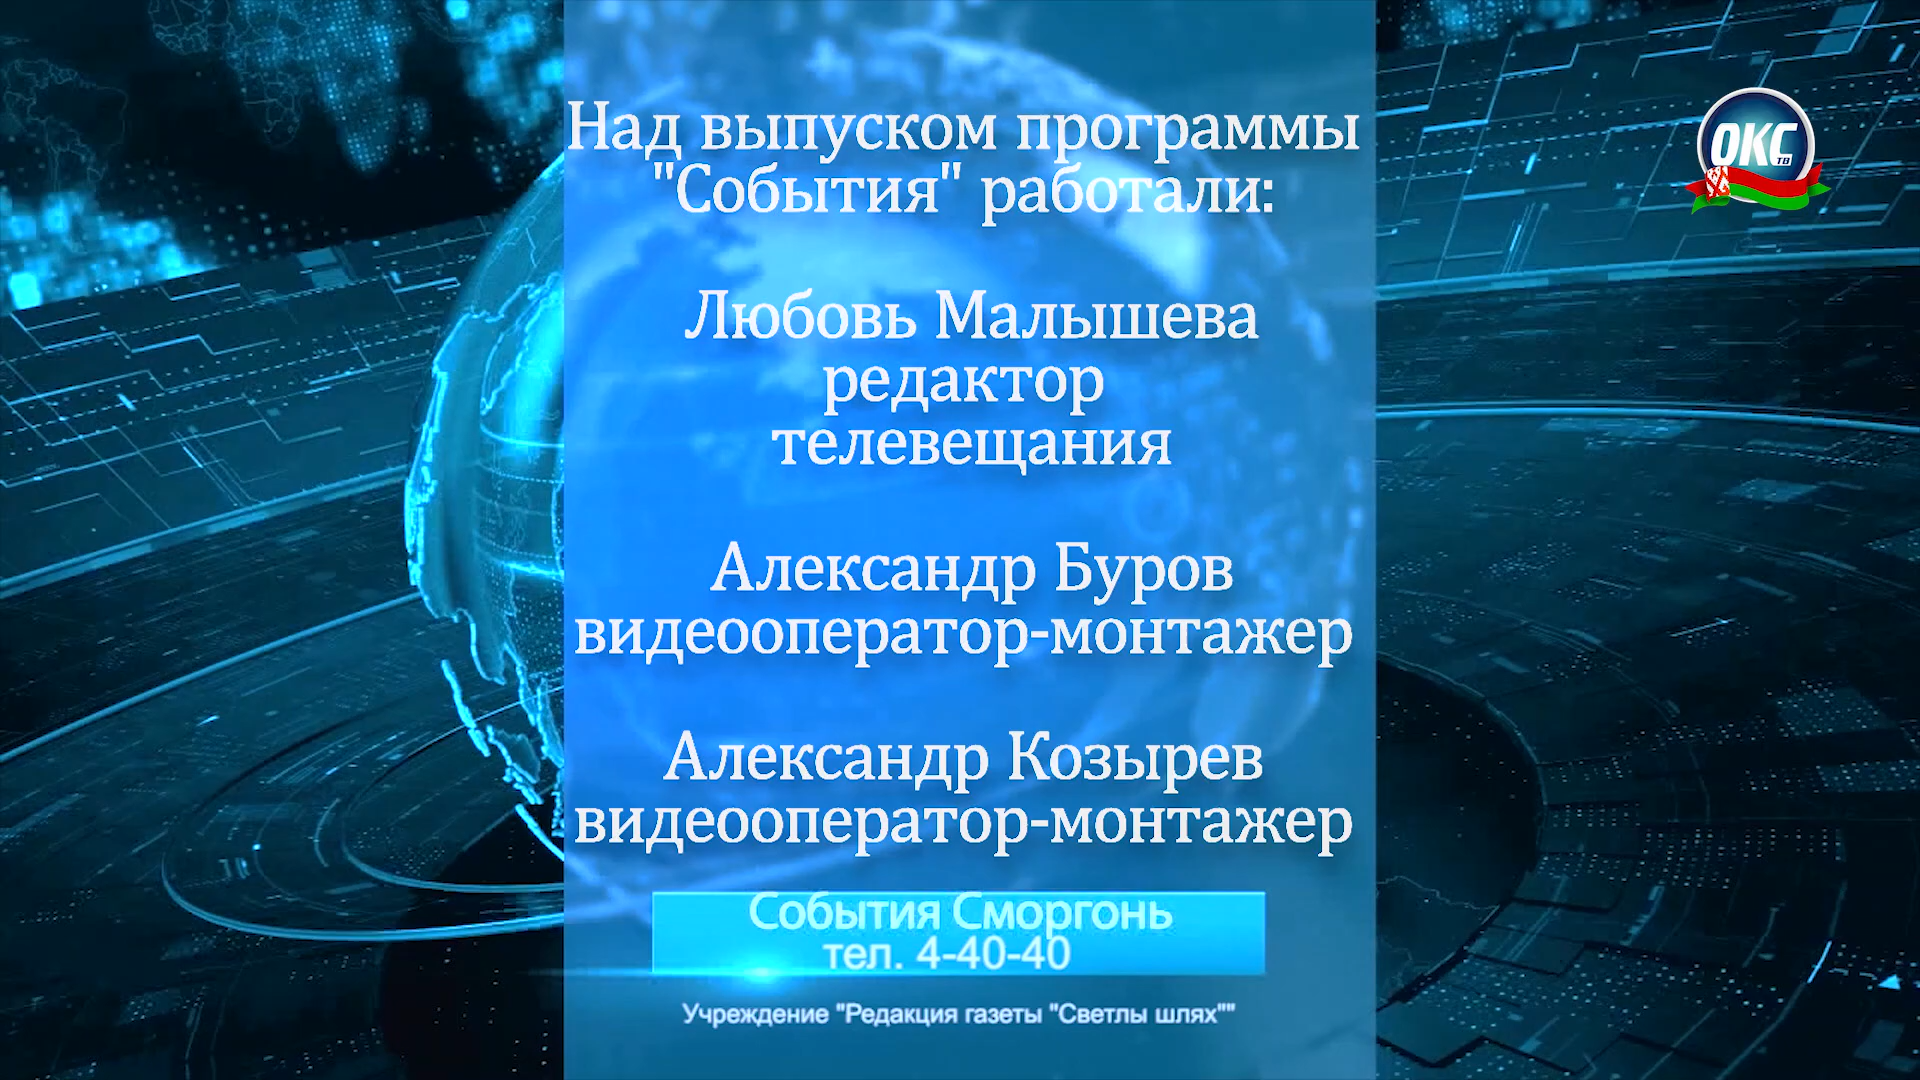 Над выпуском программы
"События" работали:
Любовь Малышева
редактор
телевещания
Александр Буров
видеооператор-монтажер
Александр Козырев
видеооператор-монтажер
События Сморгонь
тел. 4-40-40
Учреждение "Редакция газеты "Светлы шлях""
ОКС
ТВ